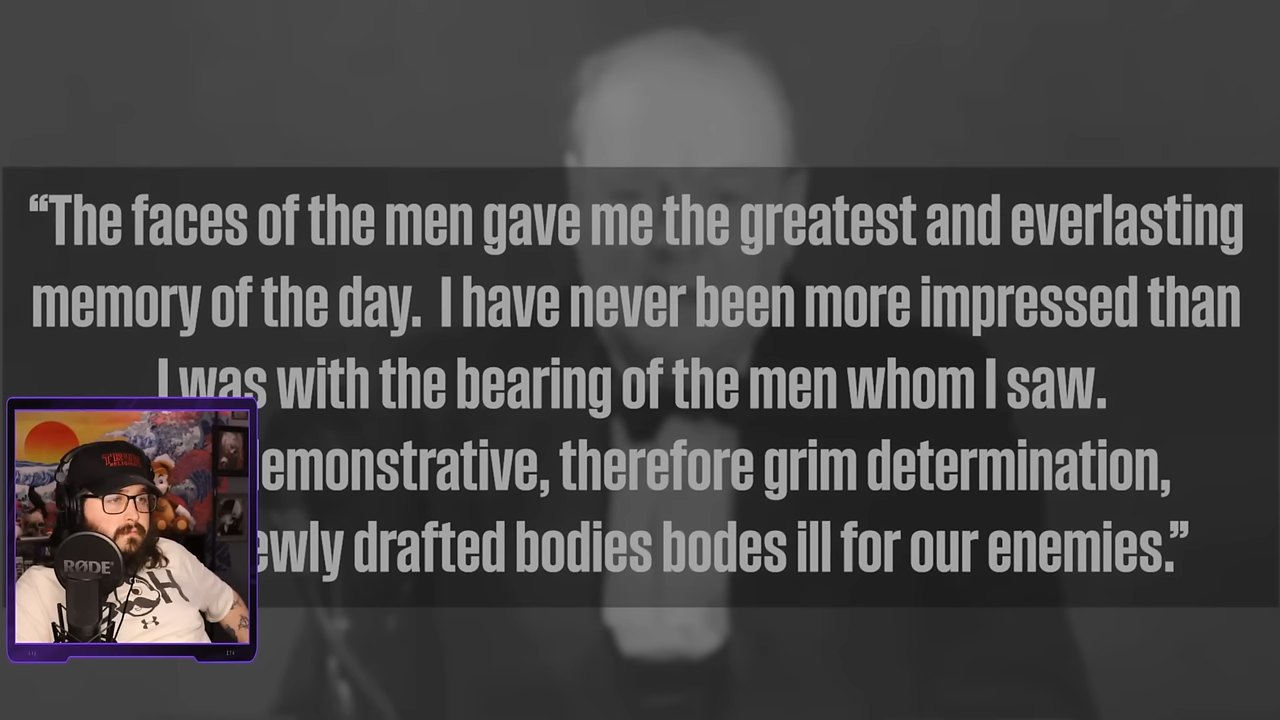 “The faces of the men gave me the greatest and everlasting
memory of the day.  I have never been more impressed than
I was with the bearing of the men whom I saw.
therefore grim determination,
drafted bodies bodes ill for our enemies.”
RØDE